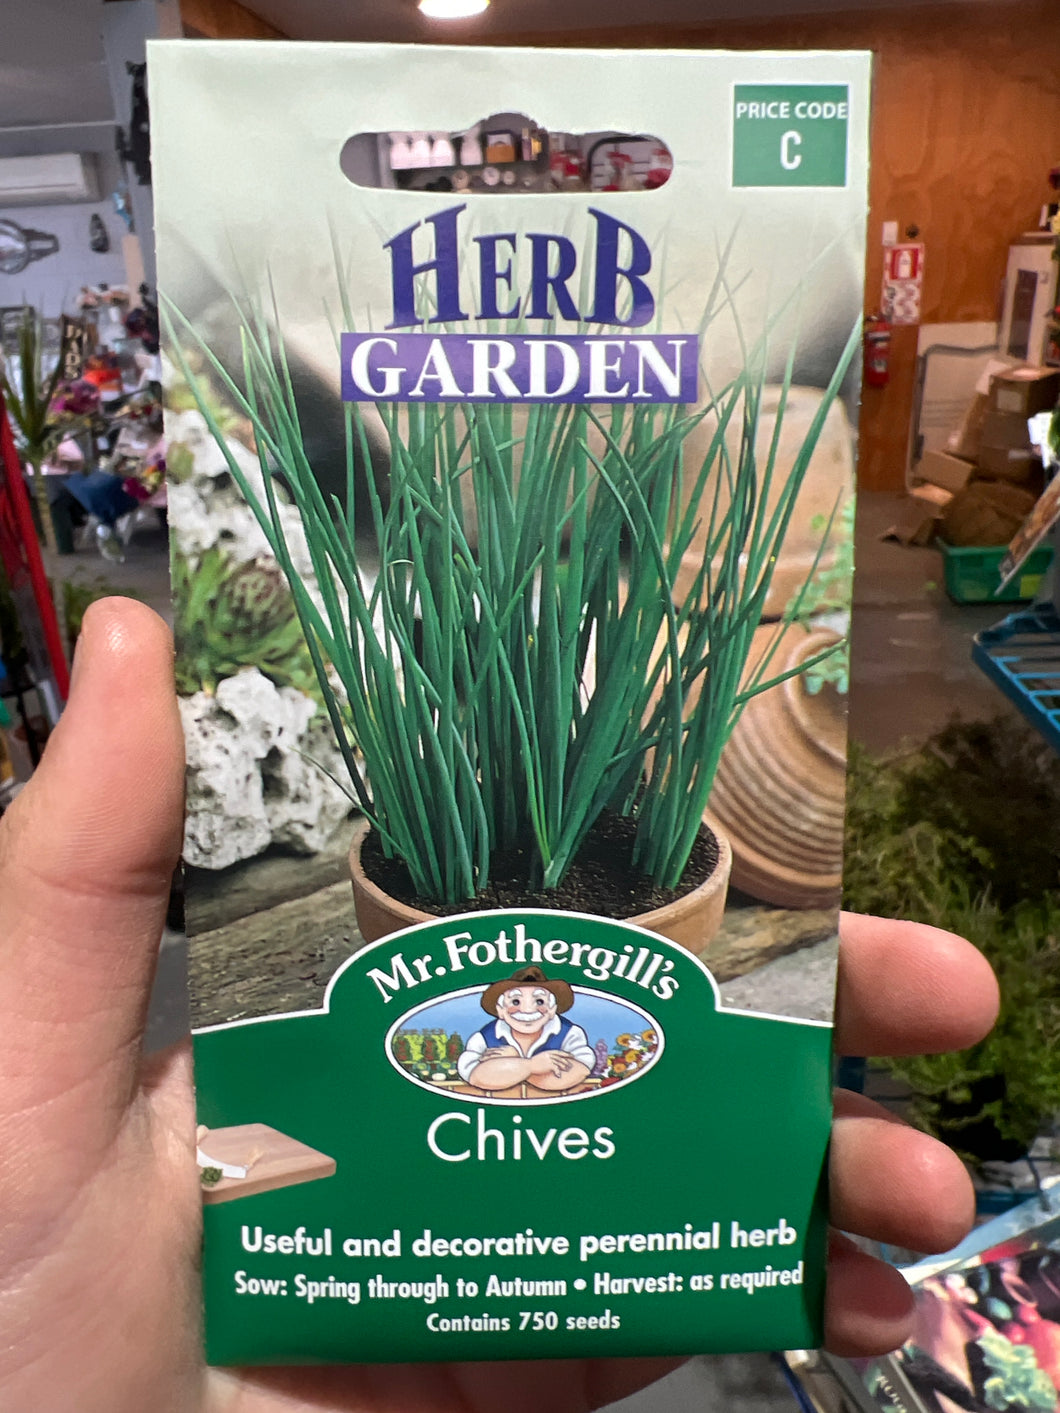 PRICE CODE
C
HERB
GARDEN
Mr. Fothergill's
Chives
Useful and decorative perennial herb
Sow: Spring through to Autumn • Harvest: as required
Contains 750 seeds